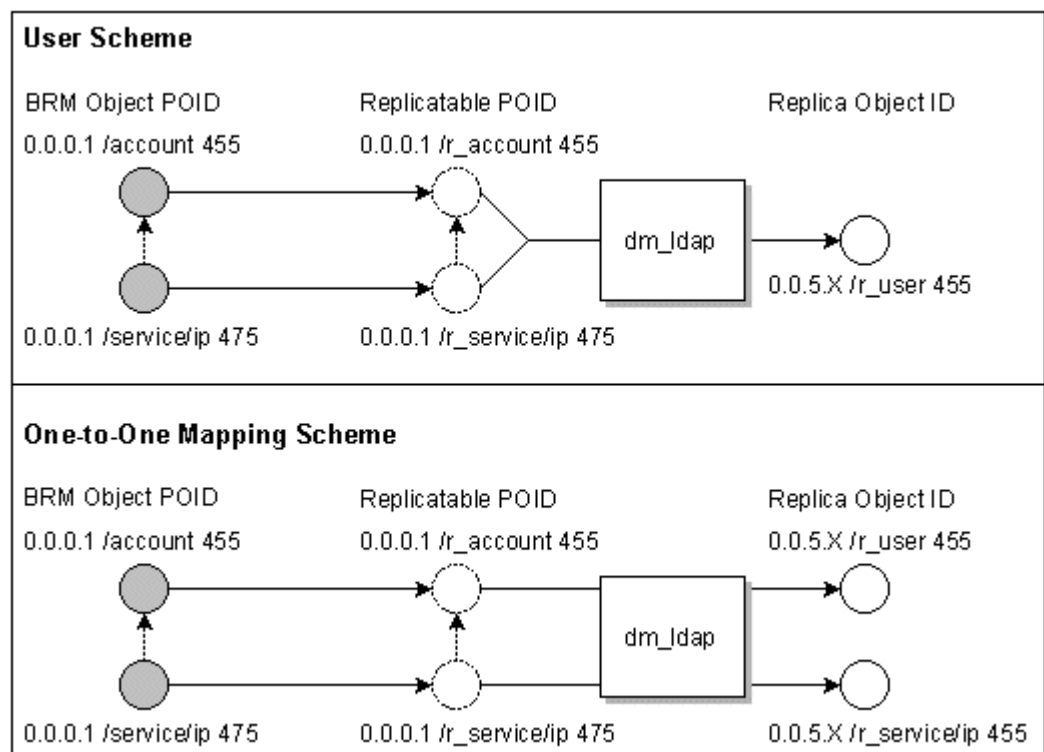 User Scheme
BRM Object POID Replicatable POID Replica Object ID
0.0.0.1 /account 455 0.0.0.1 /r_account 455
dm_ldap
0.0.5.X /r_user 455
0.0.0.1 /service/ip 475 0.0.0.1 /r_service/ip 475
One-to-One Mapping Scheme
BRM Object POID Replicatable POID Replica Object ID
0.0.0.1 /account 455 0.0.0.1 /r_account 455 0.0.5.X /r_user 455
dm_ldap
0.0.0.1 /service/ip 475 0.0.0.1 /r_service/ip 475 0.0.5.X /r_service/ip 455